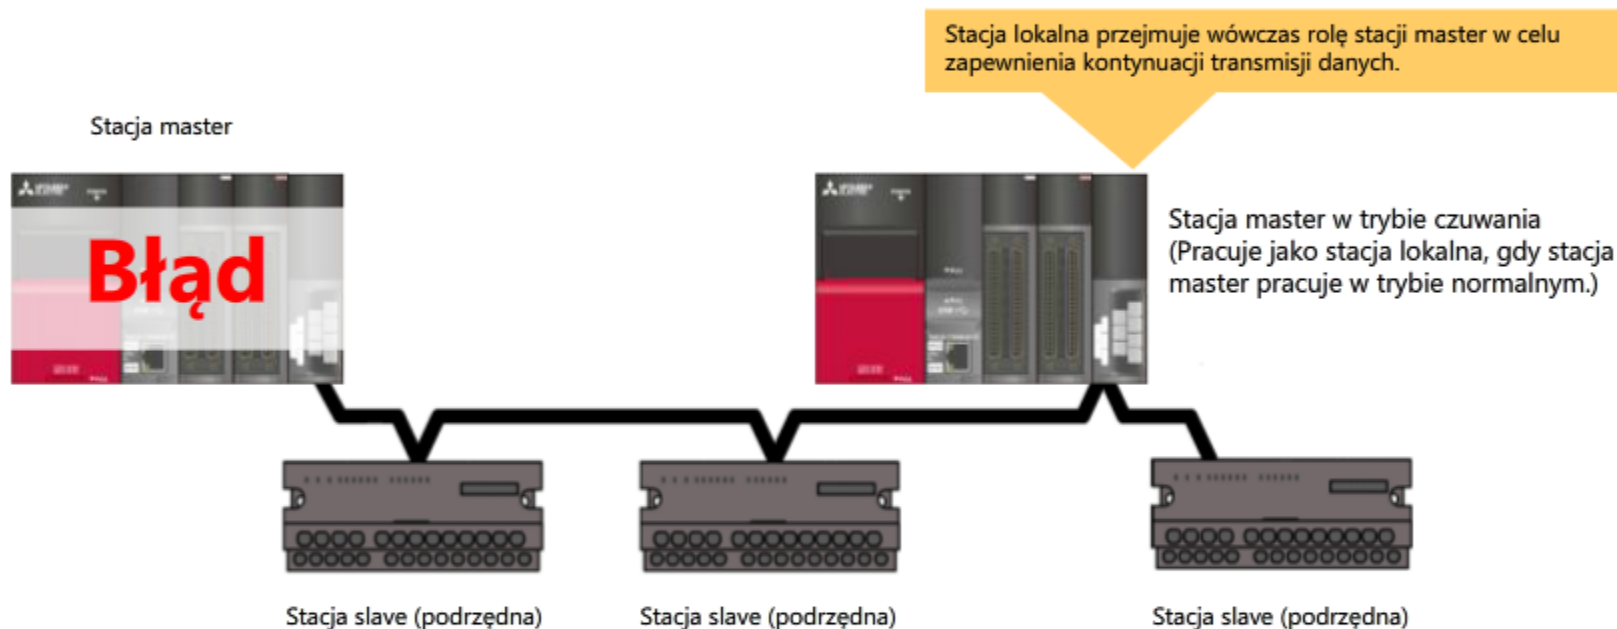 Stacja lokalna przejmuje wówczas rolę stacji master w celu
zapewnienia kontynuacji transmisji danych.
Stacja master
Błąd
Stacja master w trybie czuwania
(Pracuje jako stacja lokalna, gdy stacja
master pracuje w trybie normalnym.)
Stacja slave (podrzędna)
Stacja slave (podrzędna)
Stacja slave (podrzędna)